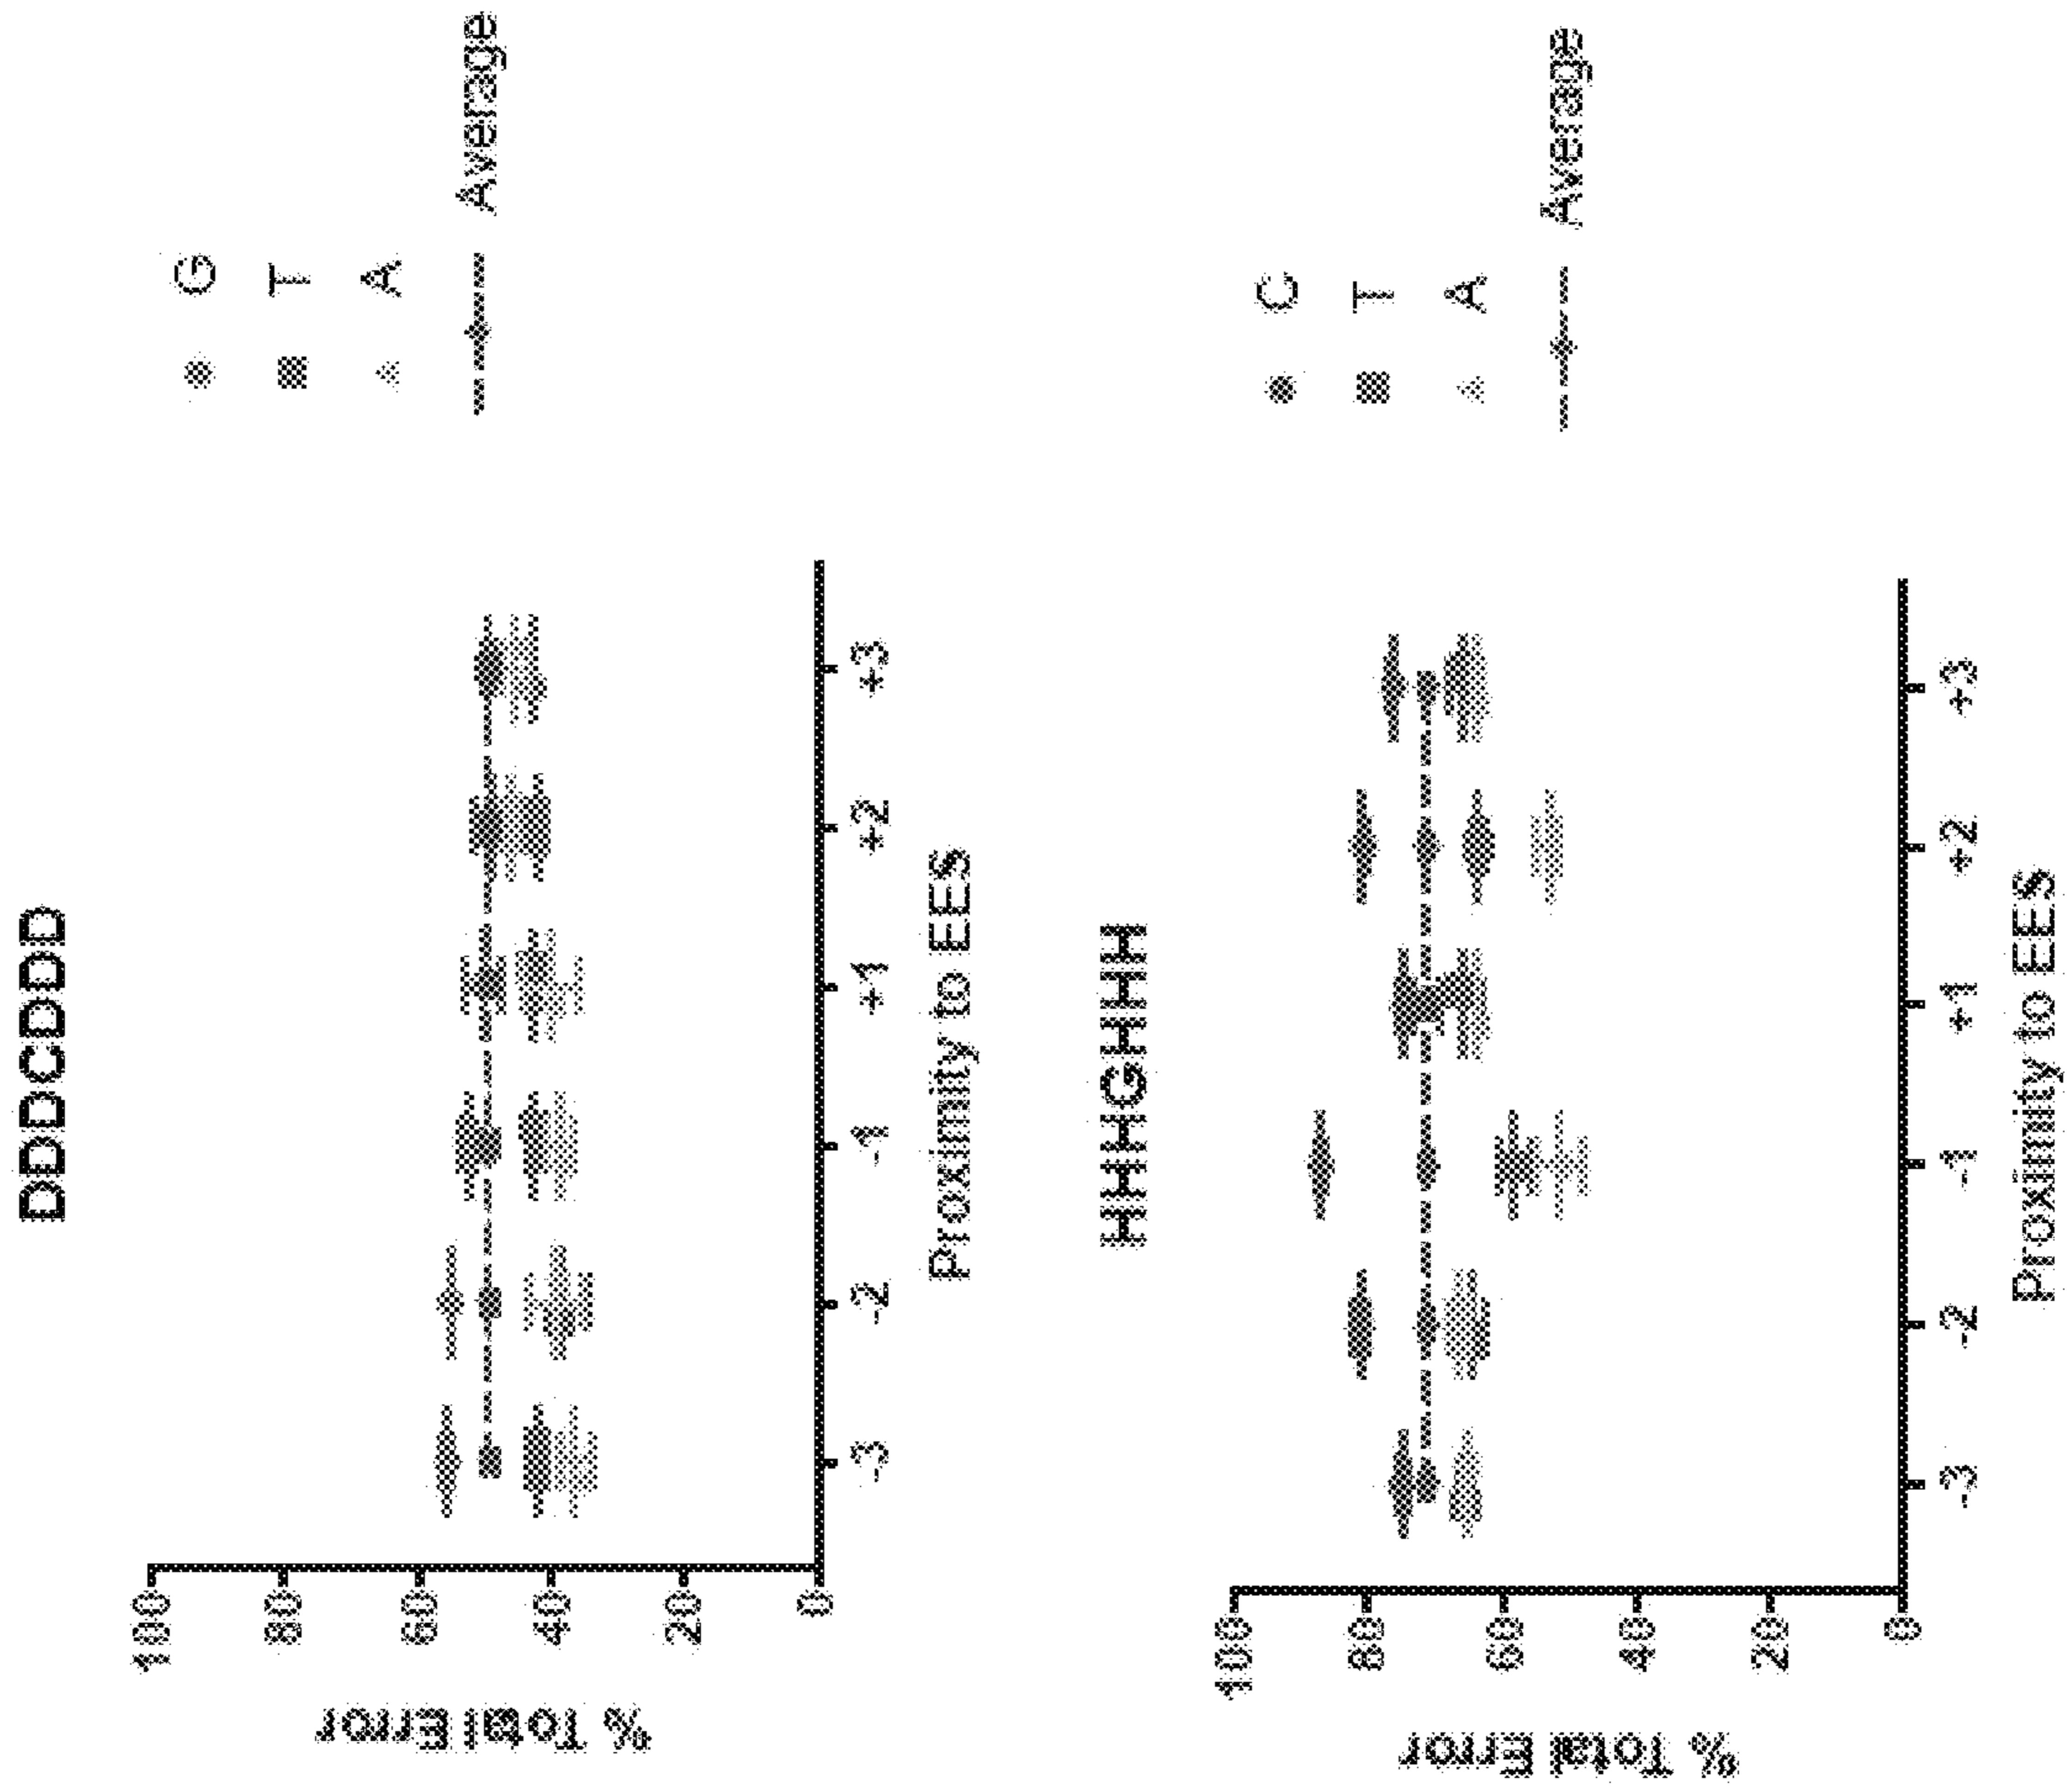 DDDCDDD
% Total Error
100
80
60
40
20
0
-3 -2 -1 +1 +2 +3
Proximity to EES
G
T
A
Average
HHHGHHH
% Total Error
100
80
60
40
20
0
-3 -2 -1 +1 +2 +3
Proximity to EES
C
T
A
Average